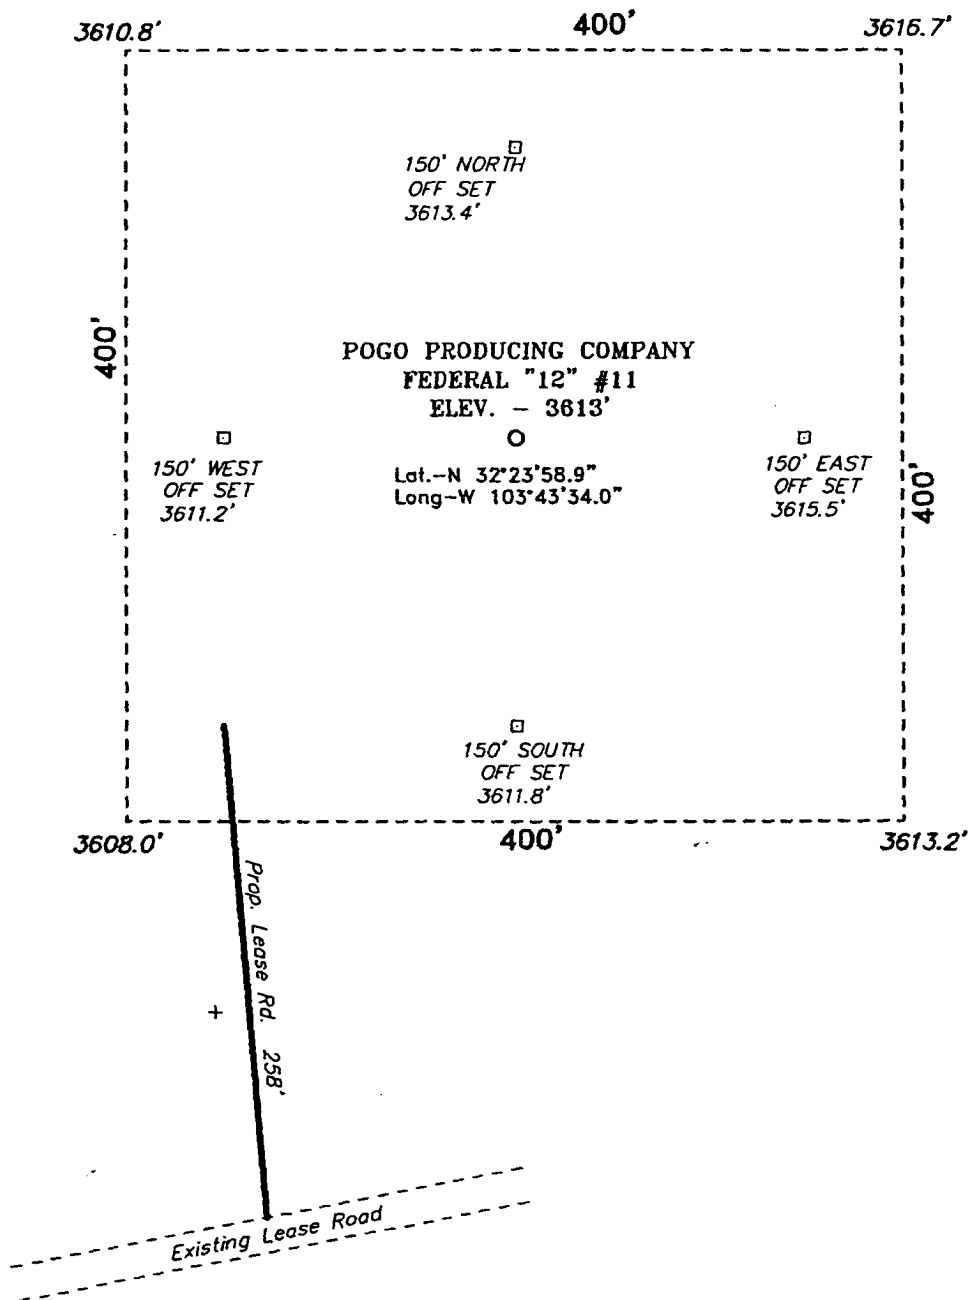 3610.8' 400' 3616.7'
150' NORTH
OFF SET
3613.4'
400'
POGO PRODUCING COMPANY
FEDERAL "12" #11
ELEV. - 3613'
Lat.-N 32°23'58.9"
Long-W 103°43'34.0"
150' WEST
OFF SET
3611.2'
150' EAST
OFF SET
3615.5'
400'
150' SOUTH
OFF SET
3611.8'
3608.0' 400' 3613.2'
Prop. Lease Rd. 258'
Existing Lease Road